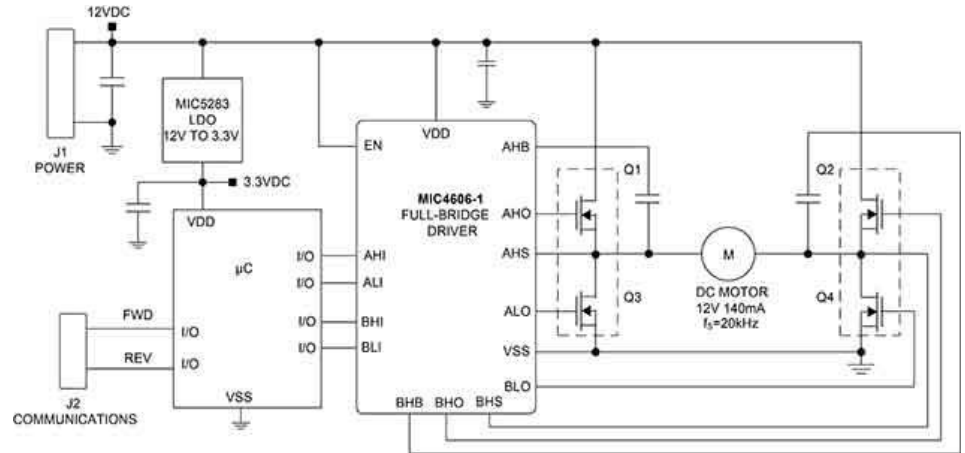 12VDC
J1
POWER
MIC5283
LDO
12V TO 3.3V
3.3VDC
VDD
µC
I/O
I/O
I/O
I/O
FWD
I/O
REV
I/O
VSS
J2
COMMUNICATIONS
VDD
EN
MIC4606-1
FULL-BRIDGE
DRIVER
AHI
ALI
BHI
BLI
AHB
AHO
AHS
ALO
VSS
BLO
BHB
BHO
BHS
Q1
Q3
M
DC MOTOR
12V 140mA
fS=20kHz
Q2
Q4